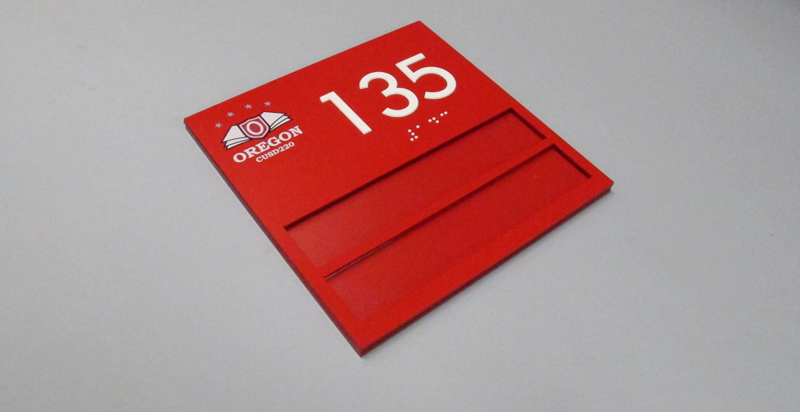 135
⠼⠁⠉⠑
O
OREGON
CUSD220